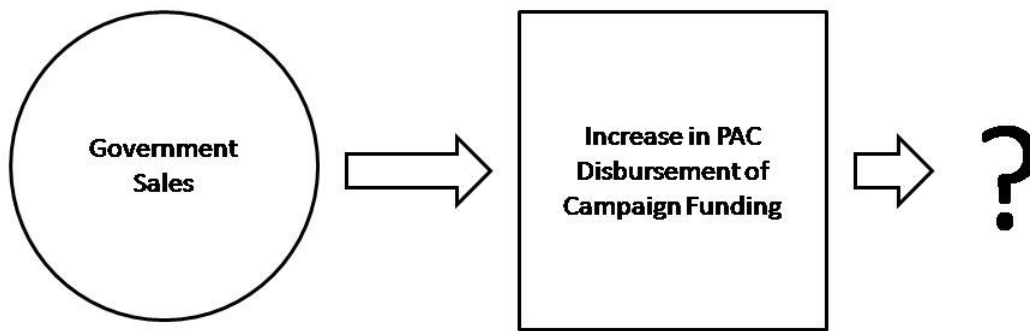 Government
Sales
Increase in PAC
Disbursement of
Campaign Funding
?